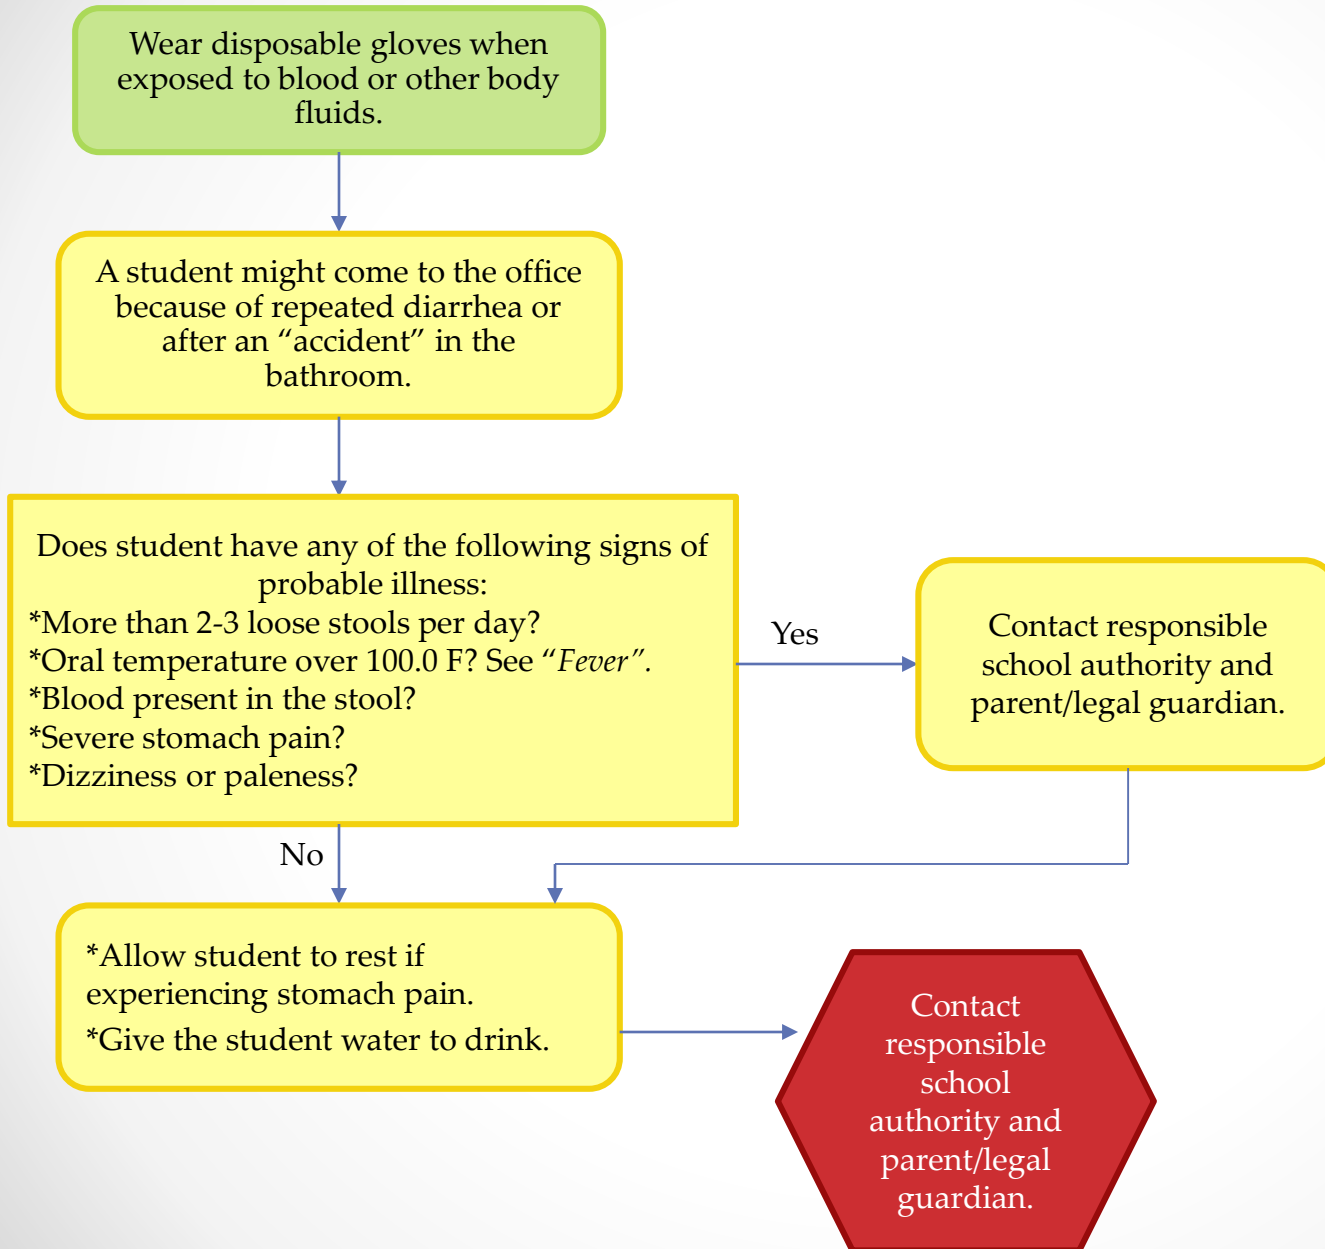 Wear disposable gloves when
exposed to blood or other body
fluids.
A student might come to the office
because of repeated diarrhea or
after an “accident” in the
bathroom.
Does student have any of the following signs of
probable illness:
*More than 2-3 loose stools per day?
*Oral temperature over 100.0 F? See “Fever”.
*Blood present in the stool?
*Severe stomach pain?
*Dizziness or paleness?
Yes
Contact responsible
school authority and
parent/legal guardian.
No
*Allow student to rest if
experiencing stomach pain.
*Give the student water to drink.
Contact
responsible
school
authority and
parent/legal
guardian.